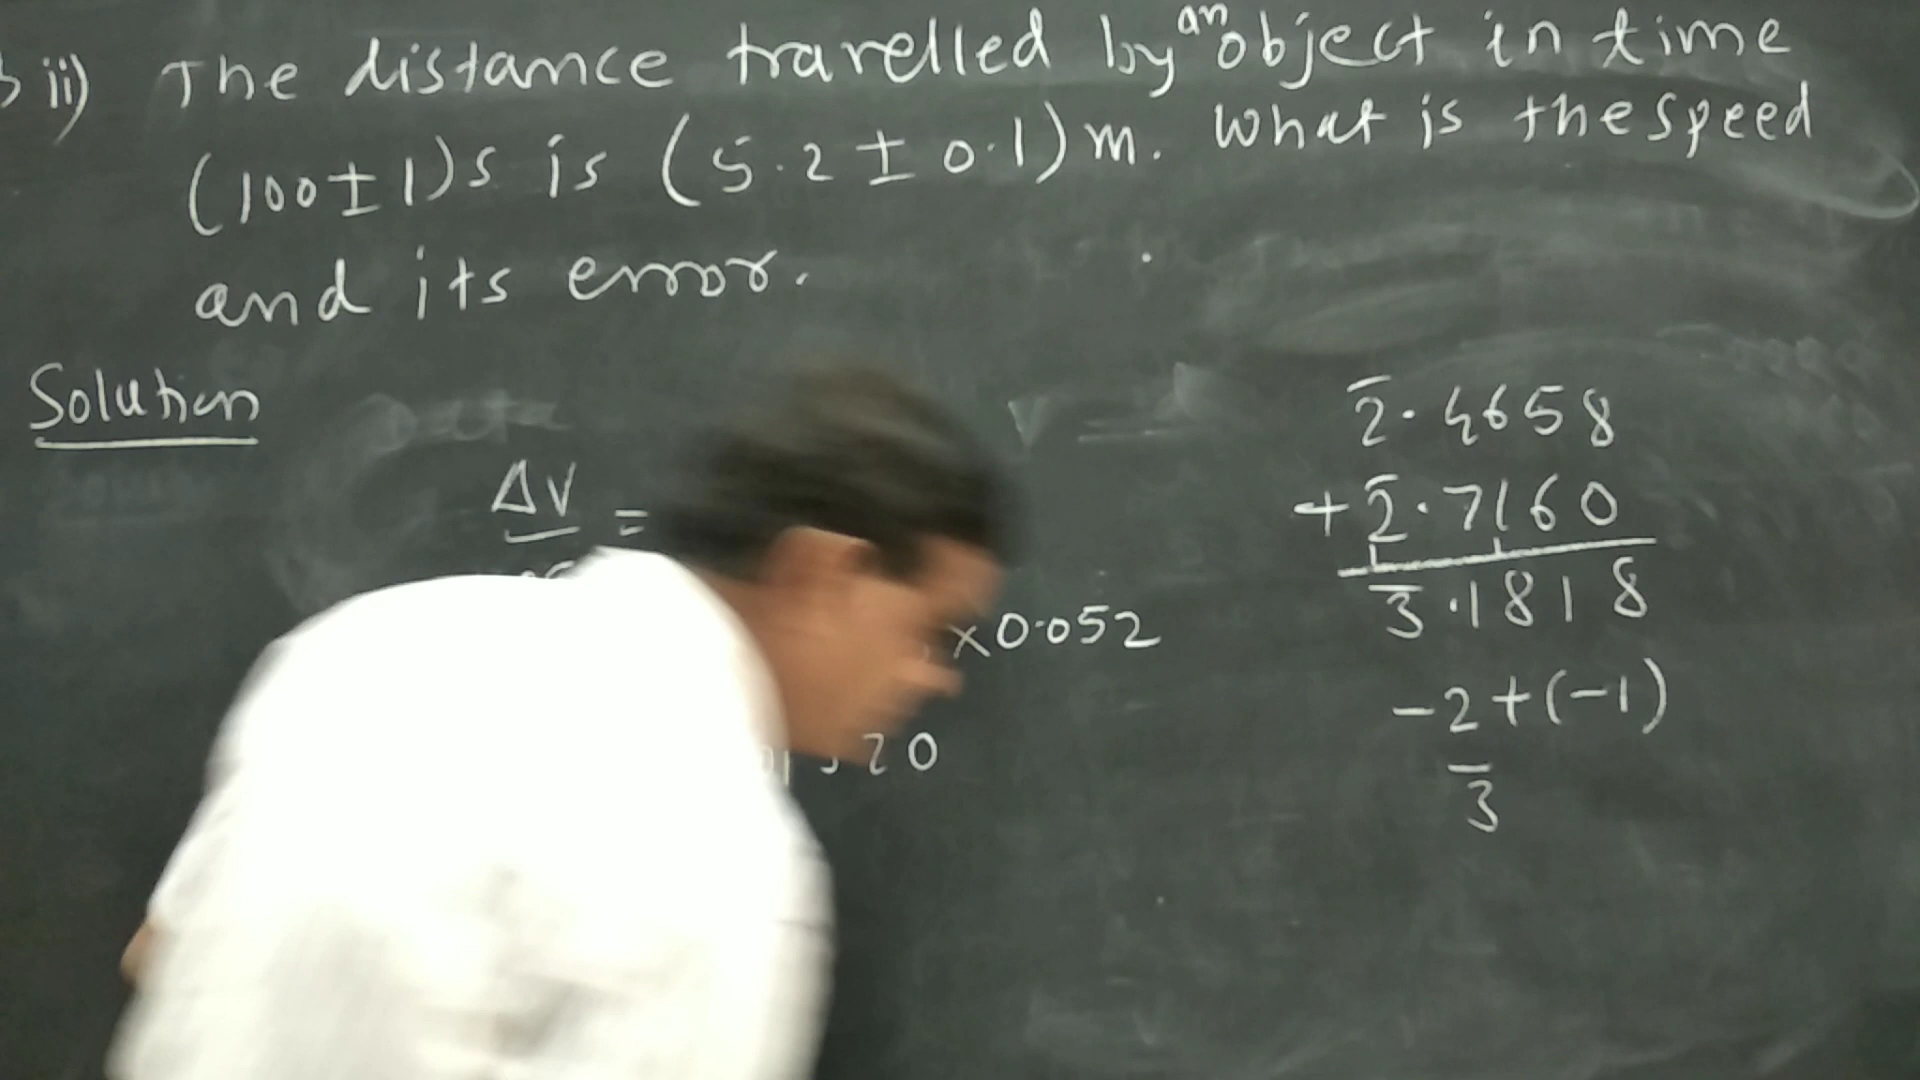 ii) The distance travelled by an object in time
(100±1)s is (5.2±0.1)m. What is the speed
and its error.
Solution
ΔV =
×0.052
20
2̄.4658
+2̄.7160
3̄.1818
-2+(-1)
3̄